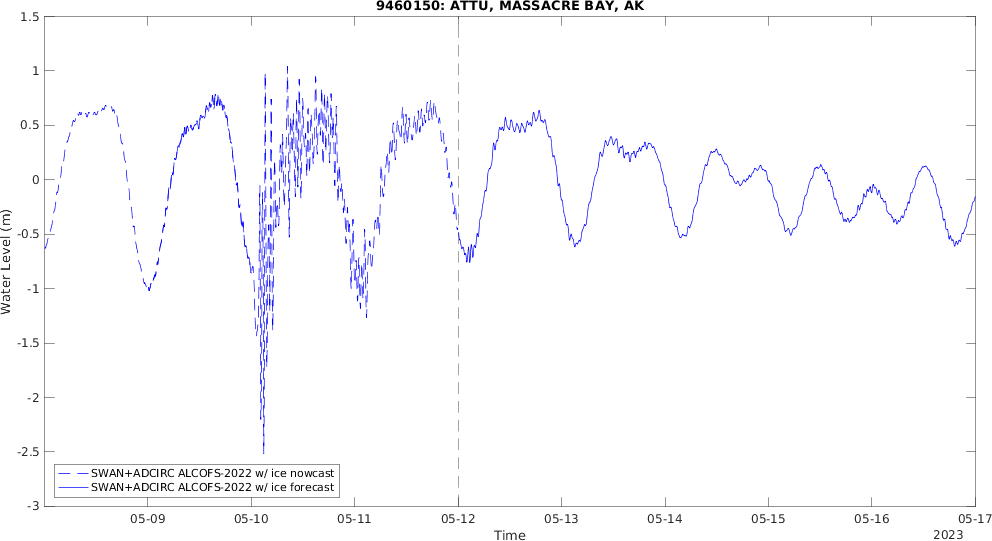 9460150: ATTU, MASSACRE BAY, AK
1.5
1
0.5
0
-0.5
-1
-1.5
-2
-2.5
-3
Water Level (m)
SWAN+ADCIRC ALCOFS-2022 w/ ice nowcast
SWAN+ADCIRC ALCOFS-2022 w/ ice forecast
05-09 05-10 05-11 05-12 05-13 05-14 05-15 05-16 05-17
Time
2023